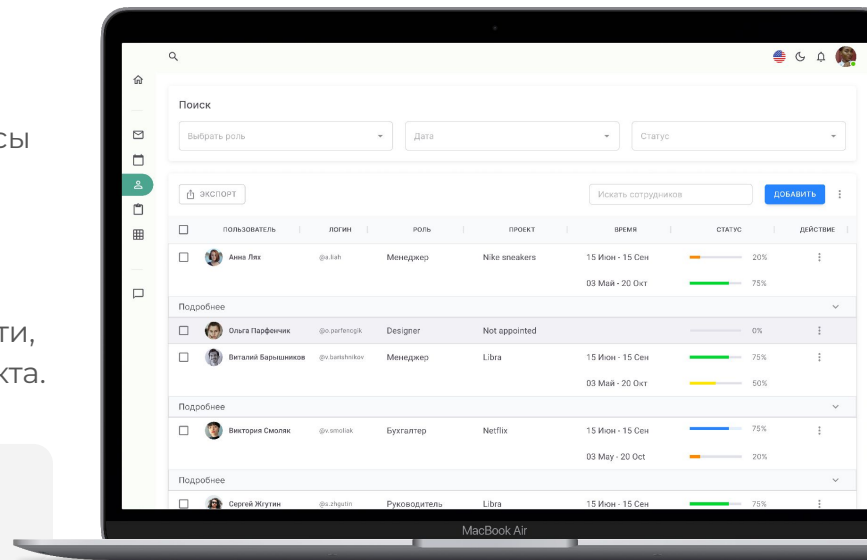 сы
ти,
кта.
Поиск
Выбрать роль
Дата
Статус
ЭКСПОРТ
Искать сотрудников
ДОБАВИТЬ
ПОЛЬЗОВАТЕЛЬ ЛОГИН РОЛЬ ПРОЕКТ ВРЕМЯ СТАТУС ДЕЙСТВИЕ
Анна Лях @a.liah Менеджер Nike sneakers 15 Июн - 15 Сен 20%
03 Май - 20 Окт 75%
Подробнее
Ольга Парфенчик Designer Not appointed 0%
Виталий Барышников @v.barishnikov Менеджер Libra 15 Июн - 15 Сен 75%
03 Май - 20 Окт 50%
Подробнее
Виктория Смоляк @v.smoliak Бухгалтер Netflix 15 Июн - 15 Сен 75%
03 May - 20 Oct 20%
Подробнее
Сергей Жгутин @s.zhgutin Руководитель Libra 15 Июн - 15 Сен 75%
MacBook Air